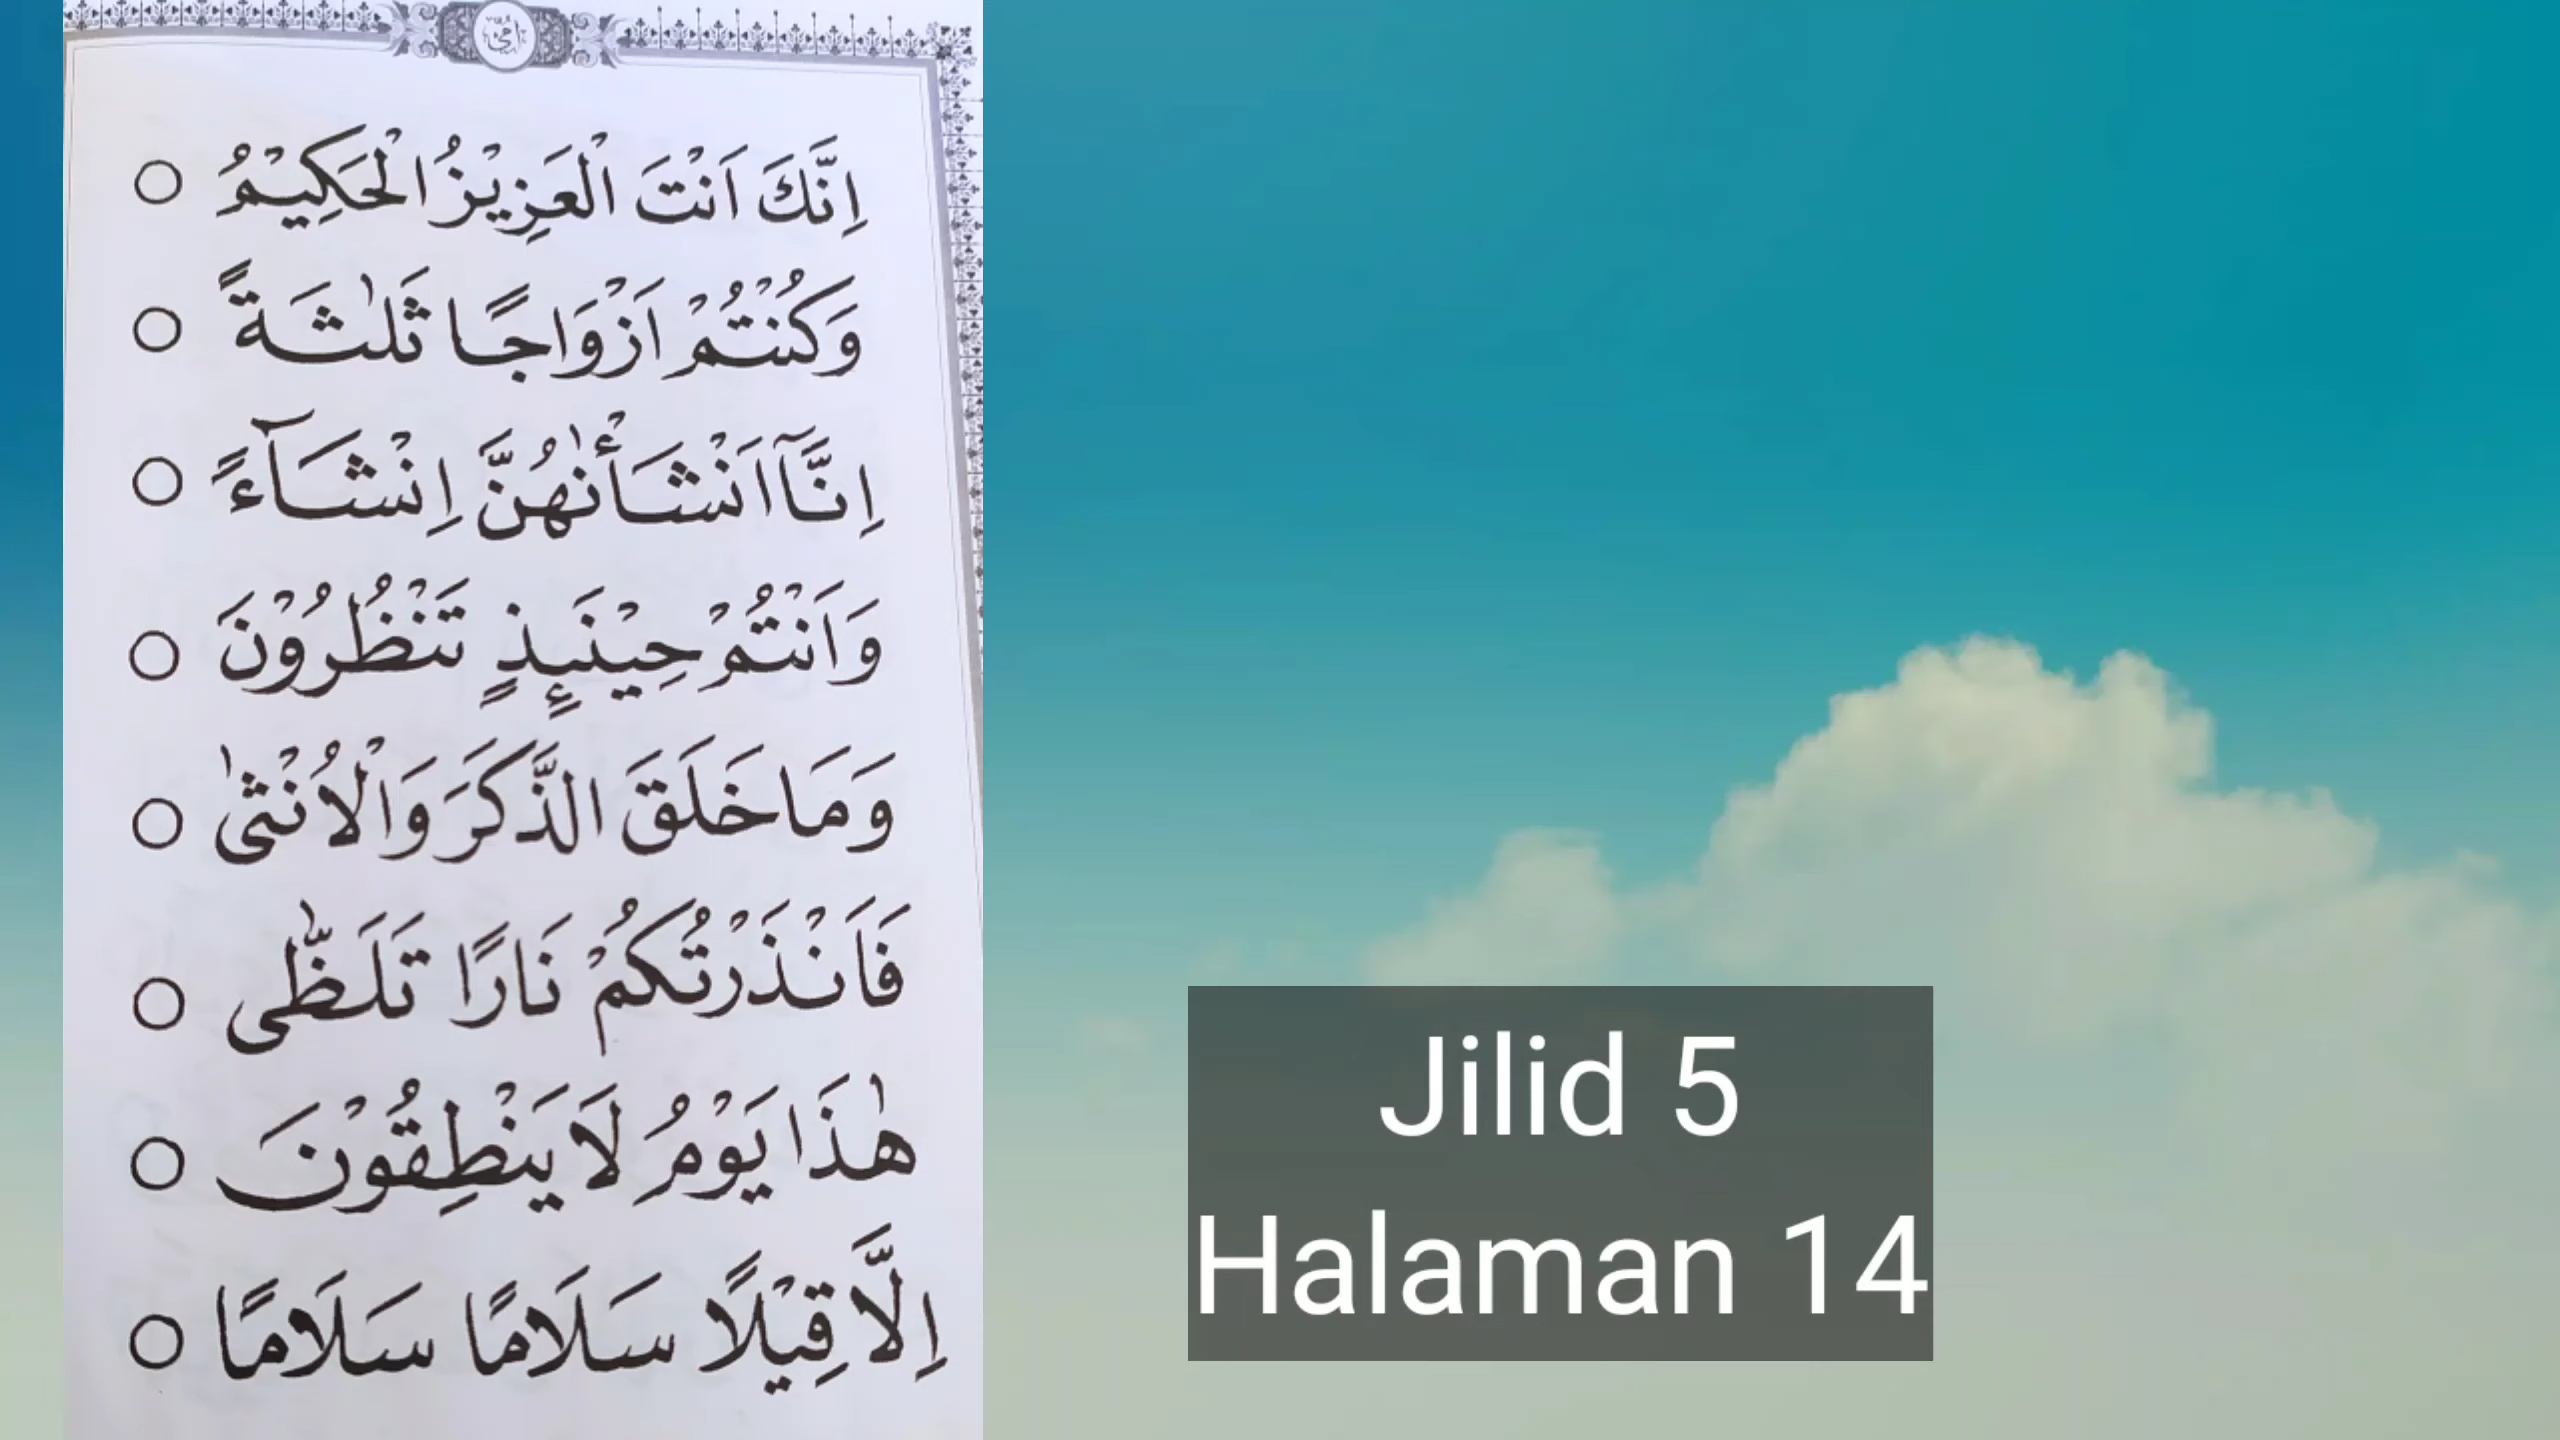 اِنَّكَ اَنْتَ الْعَزِيْزُ الْحَكِيْمُ ○
وَكُنْتُمْ اَزْوَاجًا ثَلٰثَةً ○
اِنَّآ اَنْشَأْنٰهُنَّ اِنْشَآءً ○
وَاَنْتُمْ حِيْنَىِٕذٍ تَنْظُرُوْنَ ○
وَمَا خَلَقَ الذَّكَرَ وَالْاُنْثٰى ○
فَاَنْذَرْتُكُمْ نَارًا تَلَظّٰى ○
هٰذَا يَوْمُ لَا يَنْطِقُوْنَ ○
اِلَّا قِيْلًا سَلَامًا سَلَامًا ○
Jilid 5
Halaman 14